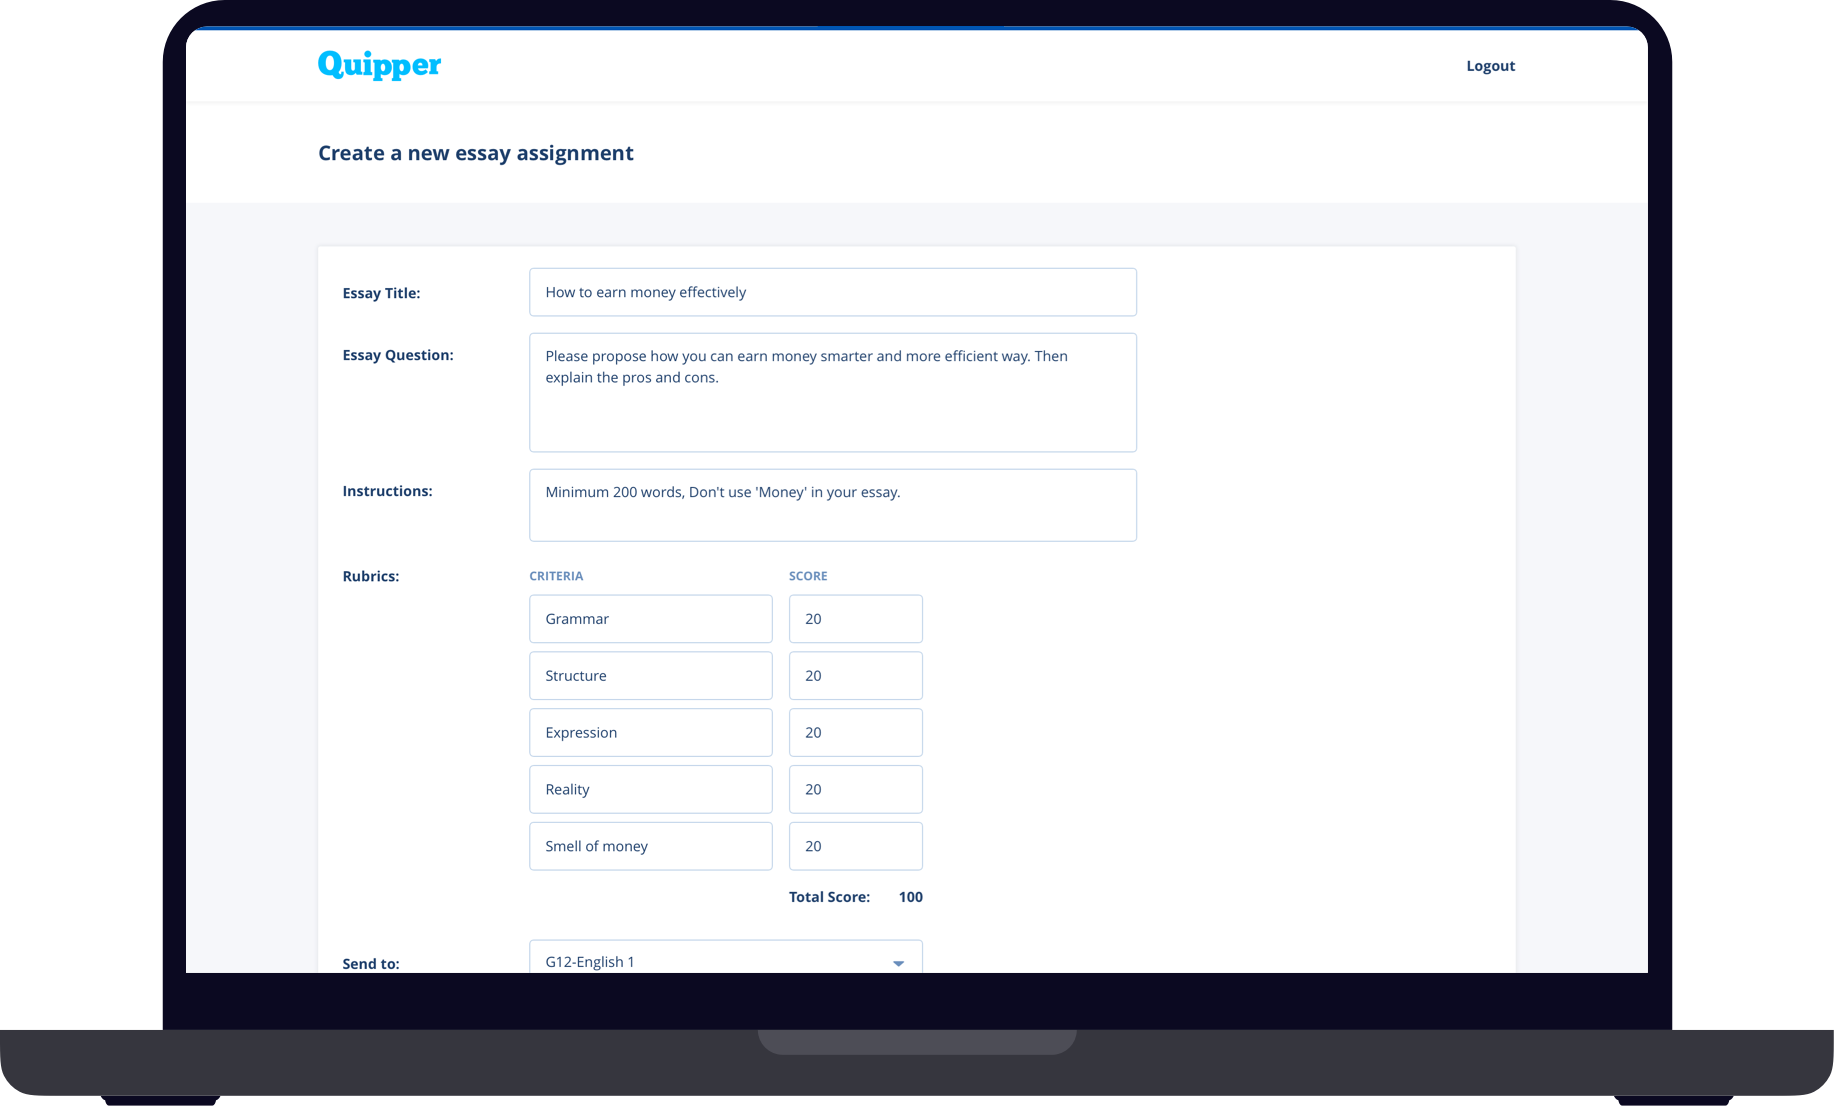 Quipper
Logout
Create a new essay assignment
Essay Title:
How to earn money effectively
Essay Question:
Please propose how you can earn money smarter and more efficient way. Then
explain the pros and cons.
Instructions:
Minimum 200 words, Don't use 'Money' in your essay.
Rubrics:
CRITERIA
SCORE
Grammar
20
Structure
20
Expression
20
Reality
20
Smell of money
20
Total Score: 100
Send to:
G12-English 1